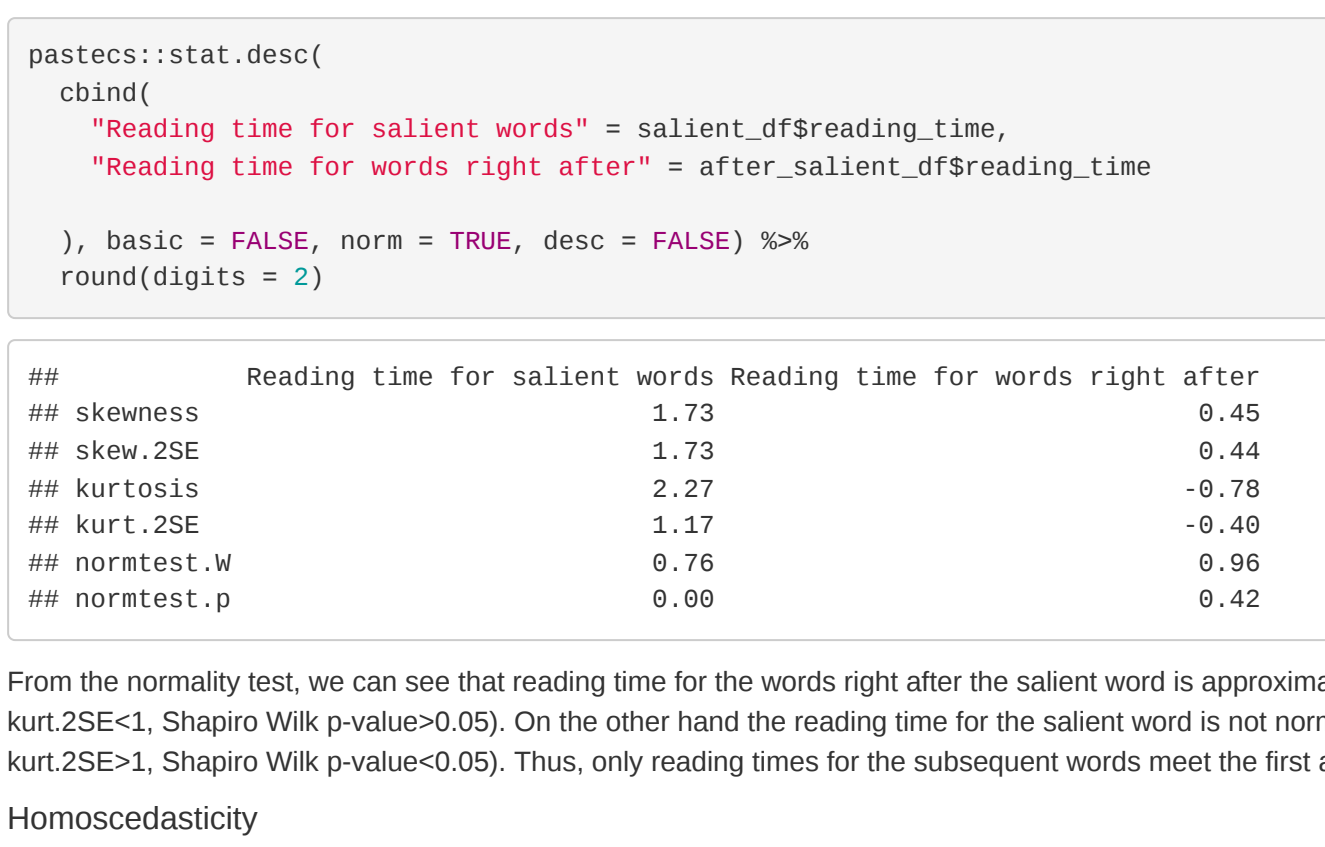 pastecs::stat.desc(
cbind(
"Reading time for salient words" = salient_df$reading_time,
"Reading time for words right after" = after_salient_df$reading_time
), basic = FALSE, norm = TRUE, desc = FALSE) %>%
round(digits = 2)
## Reading time for salient words Reading time for words right after
## skewness 1.73 0.45
## skew.2SE 1.73 0.44
## kurtosis 2.27 -0.78
## kurt.2SE 1.17 -0.40
## normtest.W 0.76 0.96
## normtest.p 0.00 0.42
From the normality test, we can see that reading time for the words right after the salient word is
kurt.2SE<1, Shapiro Wilk p-value>0.05). On the other hand the reading time for the salient word is not
kurt.2SE>1, Shapiro Wilk p-value<0.05). Thus, only reading times for the subsequent words meet the first
Homoscedasticity